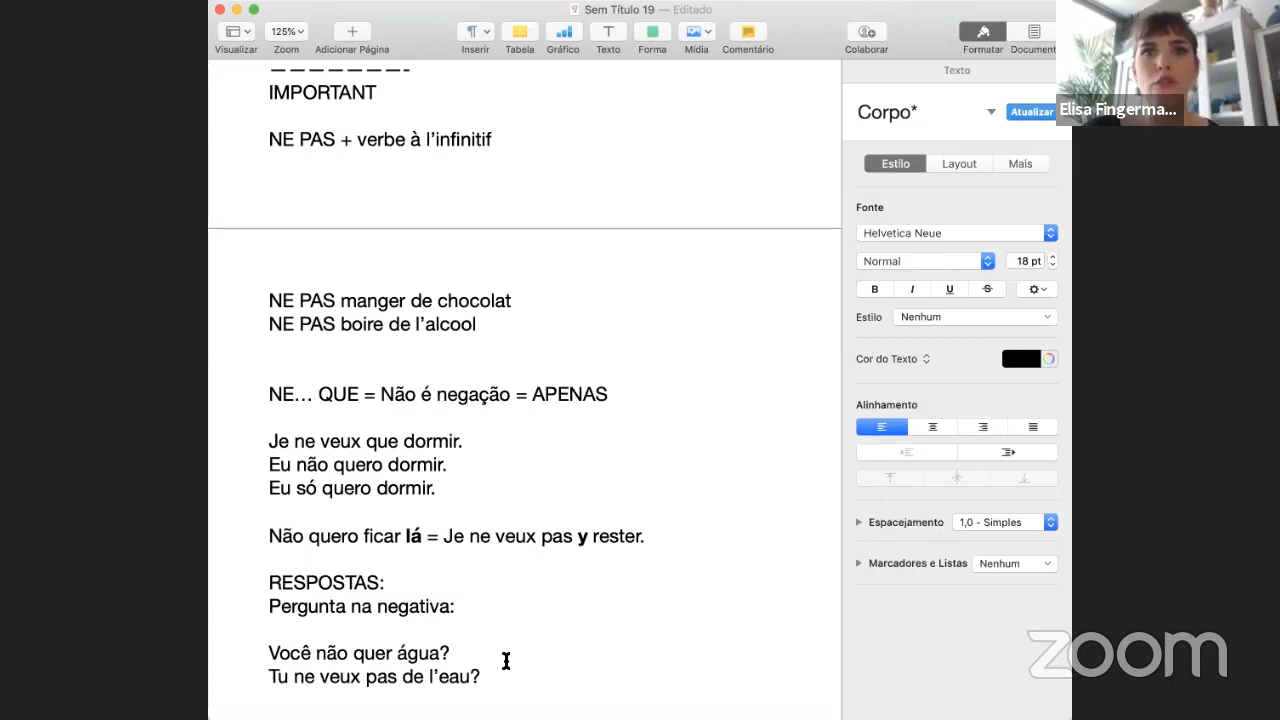 Sem Título 19 — Editado
125%
Visualizar
Zoom
Adicionar Página
Inserir
Tabela
Gráfico
Texto
Forma
Mídia
Comentário
Colaborar
Formatar
Document
Elisa Fingerma...
Texto
Corpo*
Atualizar
Estilo
Layout
Mais
Fonte
Helvetica Neue
Normal
18 pt
B I U S
Estilo
Nenhum
Cor do Texto
Alinhamento
Espacejamento
1,0 - Simples
Marcadores e Listas
Nenhum
— — — — — — -
IMPORTANT
NE PAS + verbe à l’infinitif
NE PAS manger de chocolat
NE PAS boire de l’alcool
NE… QUE = Não é negação = APENAS
Je ne veux que dormir.
Eu não quero dormir.
Eu só quero dormir.
Não quero ficar lá = Je ne veux pas y rester.
RESPOSTAS:
Pergunta na negativa:
Você não quer água?
Tu ne veux pas de l’eau?
zoom